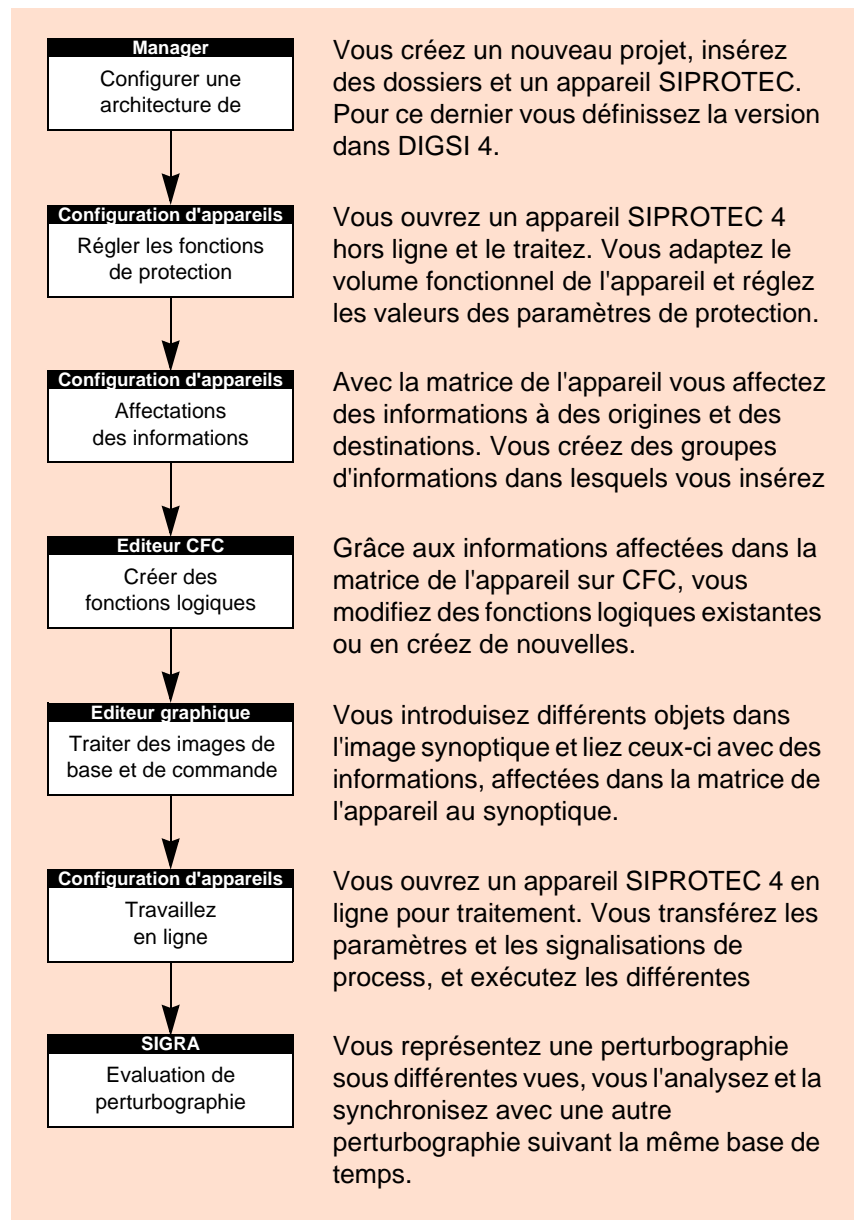 Manager
Configurer une
architecture de
Vous créez un nouveau projet, insérez
des dossiers et un appareil SIPROTEC.
Pour ce dernier vous définissez la version
dans DIGSI 4.
Configuration d'appareils
Régler les fonctions
de protection
Vous ouvrez un appareil SIPROTEC 4
hors ligne et le traitez. Vous adaptez le
volume fonctionnel de l'appareil et réglez
les valeurs des paramètres de protection.
Configuration d'appareils
Affectations
des informations
Avec la matrice de l'appareil vous affectez
des informations à des origines et des
destinations. Vous créez des groupes
d'informations dans lesquels vous insérez
Editeur CFC
Créer des
fonctions logiques
Grâce aux informations affectées dans la
matrice de l'appareil sur CFC, vous
modifiez des fonctions logiques existantes
ou en créez de nouvelles.
Editeur graphique
Traiter des images de
base et de commande
Vous introduisez différents objets dans
l'image synoptique et liez ceux-ci avec des
informations, affectées dans la matrice de
l'appareil au synoptique.
Configuration d'appareils
Travaillez
en ligne
Vous ouvrez un appareil SIPROTEC 4 en
ligne pour traitement. Vous transférez les
paramètres et les signalisations de
process, et exécutez les différentes
SIGRA
Evaluation de
perturbographie
Vous représentez une perturbographie
sous différentes vues, vous l'analysez et la
synchronisez avec une autre
perturbographie suivant la même base de
temps.